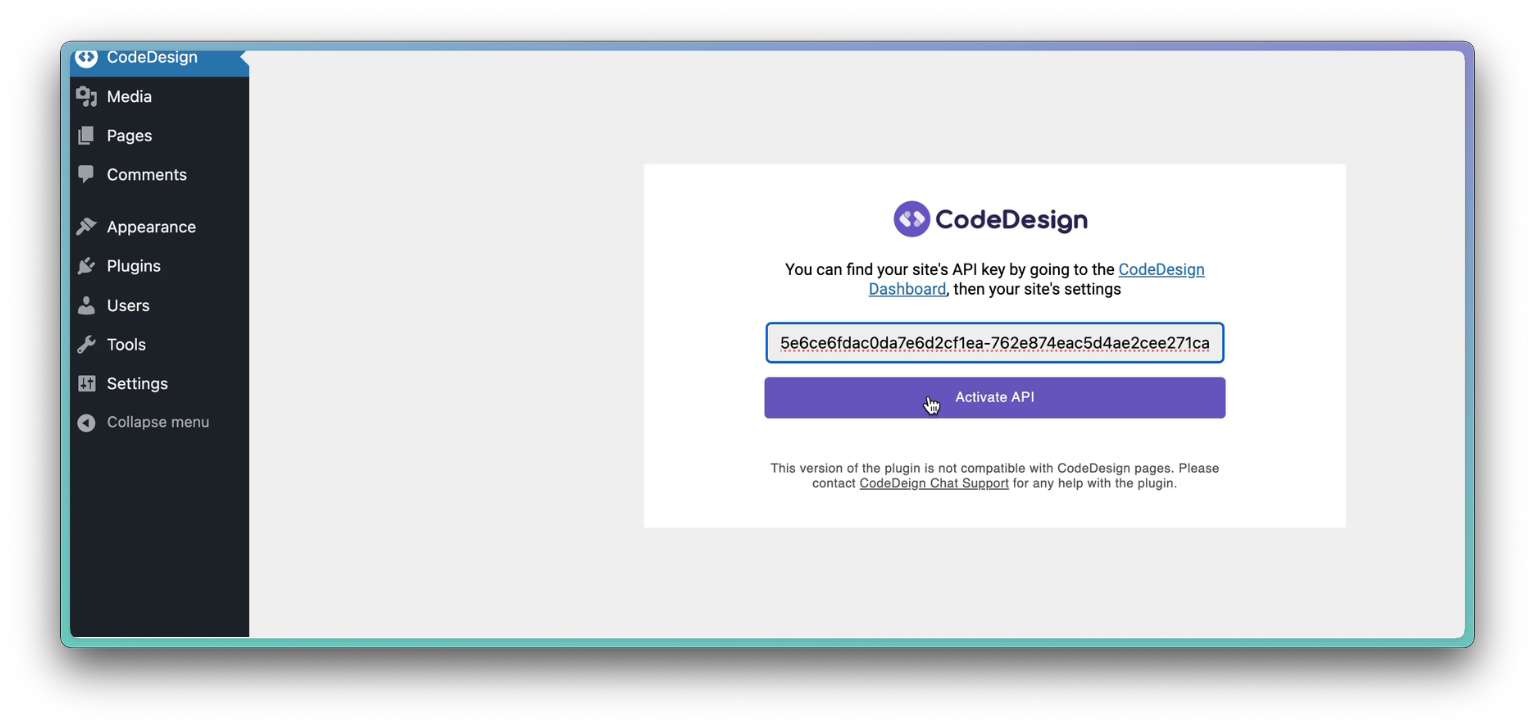 CodeDesign
Media
Pages
Comments
Appearance
Plugins
Users
Tools
Settings
Collapse menu
CodeDesign
You can find your site's API key by going to the CodeDesign
Dashboard, then your site's settings
5e6ce6fdac0da7e6d2cf1ea-762e874eac5d4ae2cee271ca
Activate API
This version of the plugin is not compatible with CodeDesign pages. Please
contact CodeDeign Chat Support for any help with the plugin.